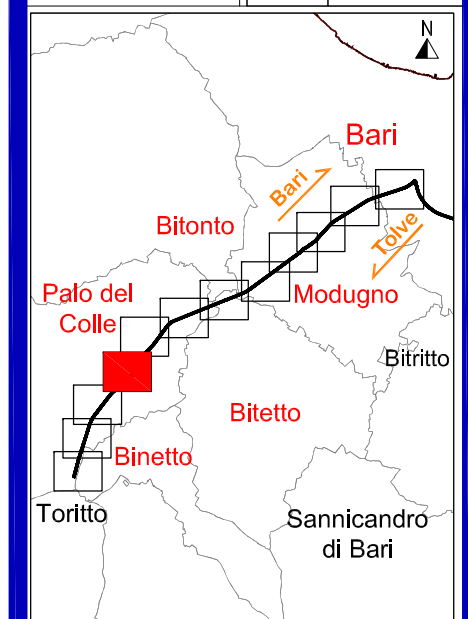 N
Bari
Bari
Bitonto
Tolve
Palo del
Colle
Modugno
Bitritto
Bitetto
Binetto
Toritto
Sannicandro
di Bari